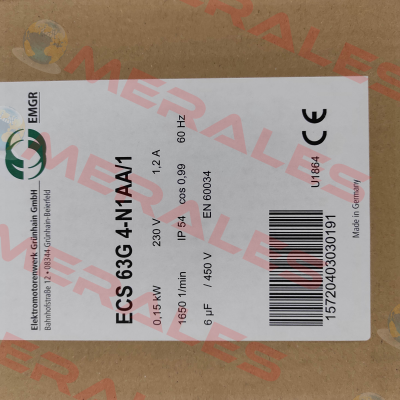 EMGR
Elektromotorenwerk Grünhain GmbH
Bahnhofstraße 12 • 08344 Grünhain-Beierfeld
ECS 63G 4-N1AA/1
0,15 kW 230 V 1,2 A
1650 1/min IP 54 cos 0,99 60 Hz
6 µF / 450 V EN 60034
15720403030191
U1864
CE
Made in Germany
MERALES
MERALES
MERALES